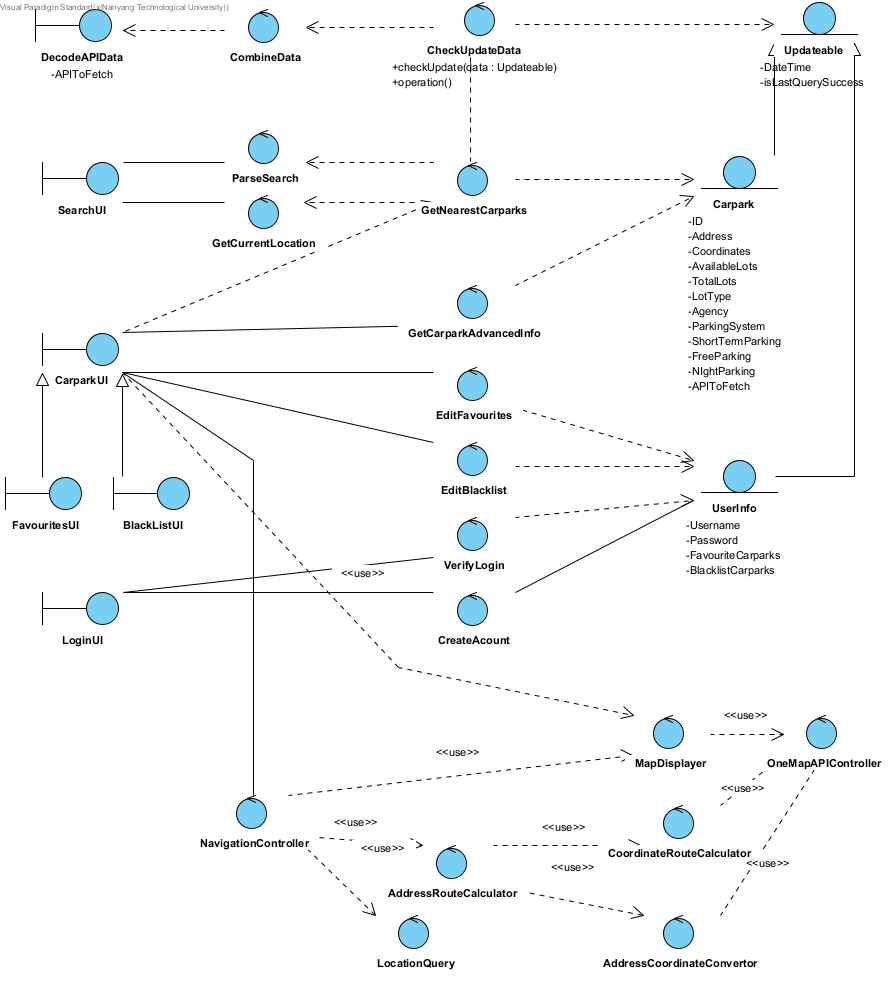 Visual Paradigm Standard(y(Nanyang Technological University))
DecodeAPIData
-APIToFetch
CombineData
CheckUpdateData
+checkUpdate(data : Updateable)
+operation()
Updateable
-DateTime
-isLastQuerySuccess
SearchUI
ParseSearch
GetCurrentLocation
GetNearestCarparks
Carpark
-ID
-Address
-Coordinates
-AvailableLots
-TotalLots
-LotType
-Agency
-ParkingSystem
-ShortTermParking
-FreeParking
-NIghtParking
-APIToFetch
GetCarparkAdvancedInfo
CarparkUI
EditFavourites
EditBlacklist
FavouritesUI
BlackListUI
UserInfo
-Username
-Password
-FavouriteCarparks
-BlacklistCarparks
VerifyLogin
<<use>>
LoginUI
CreateAcount
<<use>>
MapDisplayer
OneMapAPIController
<<use>>
<<use>>
NavigationController
<<use>>
<<use>>
<<use>>
CoordinateRouteCalculator
<<use>>
<<use>>
AddressRouteCalculator
LocationQuery
AddressCoordinateConvertor